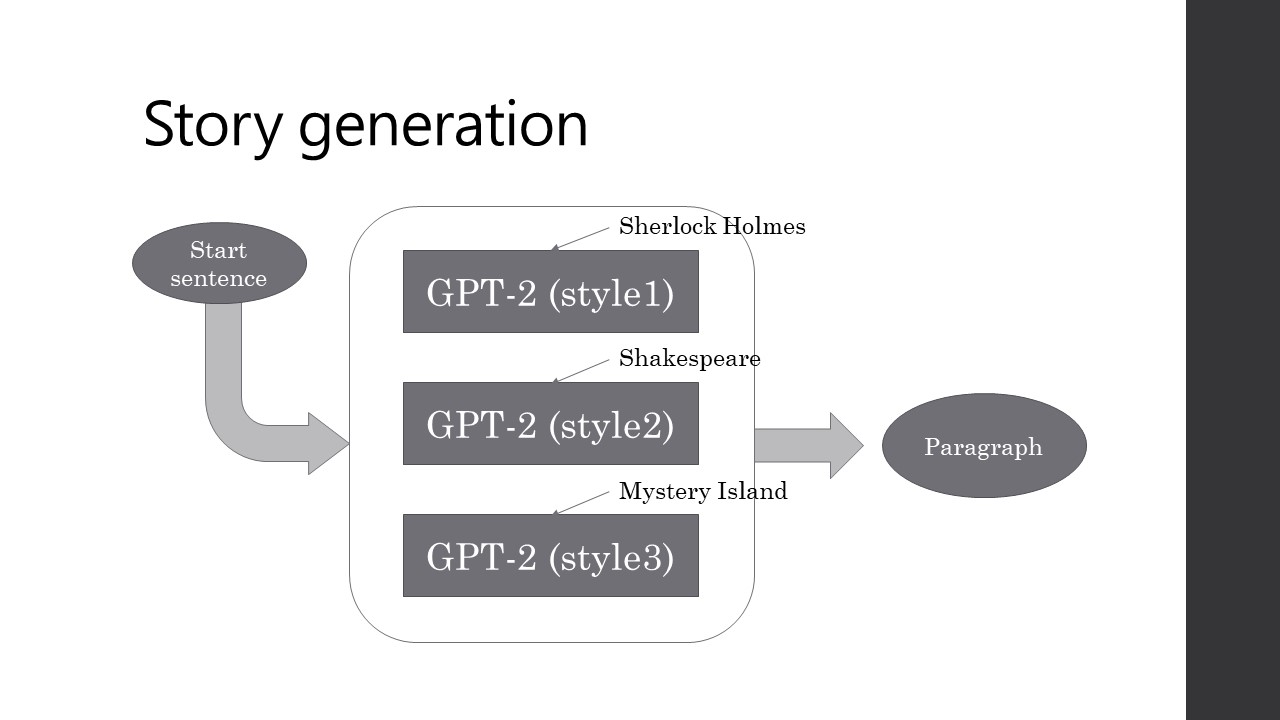 Story generation
Start
sentence
Sherlock Holmes
GPT-2 (style1)
Shakespeare
GPT-2 (style2)
Mystery Island
GPT-2 (style3)
Paragraph